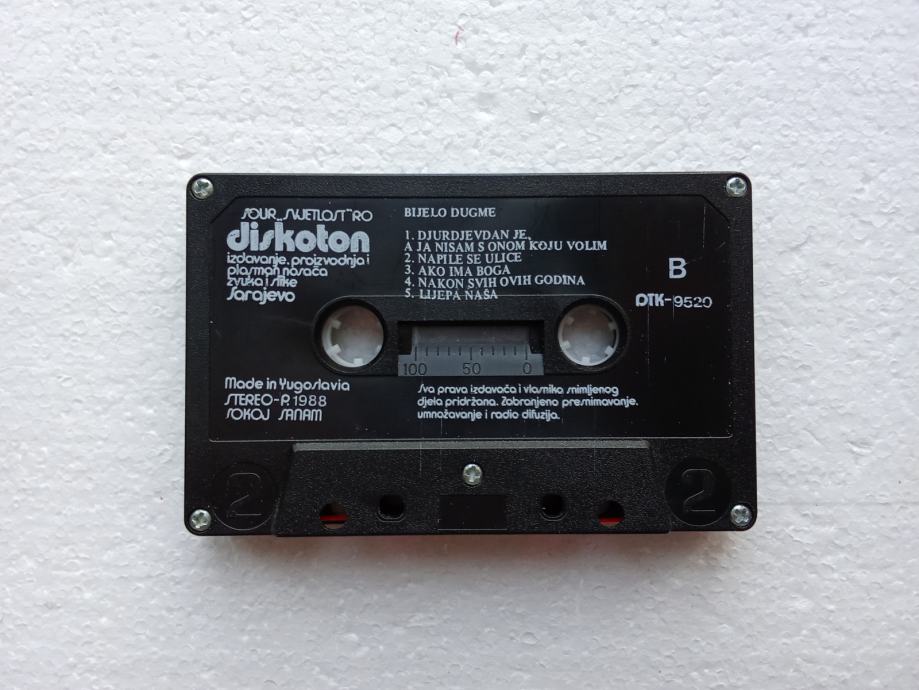 SOUR „SVJETLOST” RO
diskoton
izdavanje, proizvodnja i
plasman nosača
zvuka i slike
Sarajevo
BIJELO DUGME
1. DJURDJEVDAN JE,
A JA NISAM S ONOM KOJU VOLIM
2. NAPILE SE ULICE
3. AKO IMA BOGA
4. NAKON SVIH OVIH GODINA
5. LIJEPA NAŠA
B
DTK-9520
100 50 0
Made in Yugoslavia
STEREO-P. 1988
SOKOJ SANAM
Sva prava izdavača i vlasnika snimljenog
djela pridržana. Zabranjeno presnimavanje,
umnožavanje i radio difuzija.
2
2